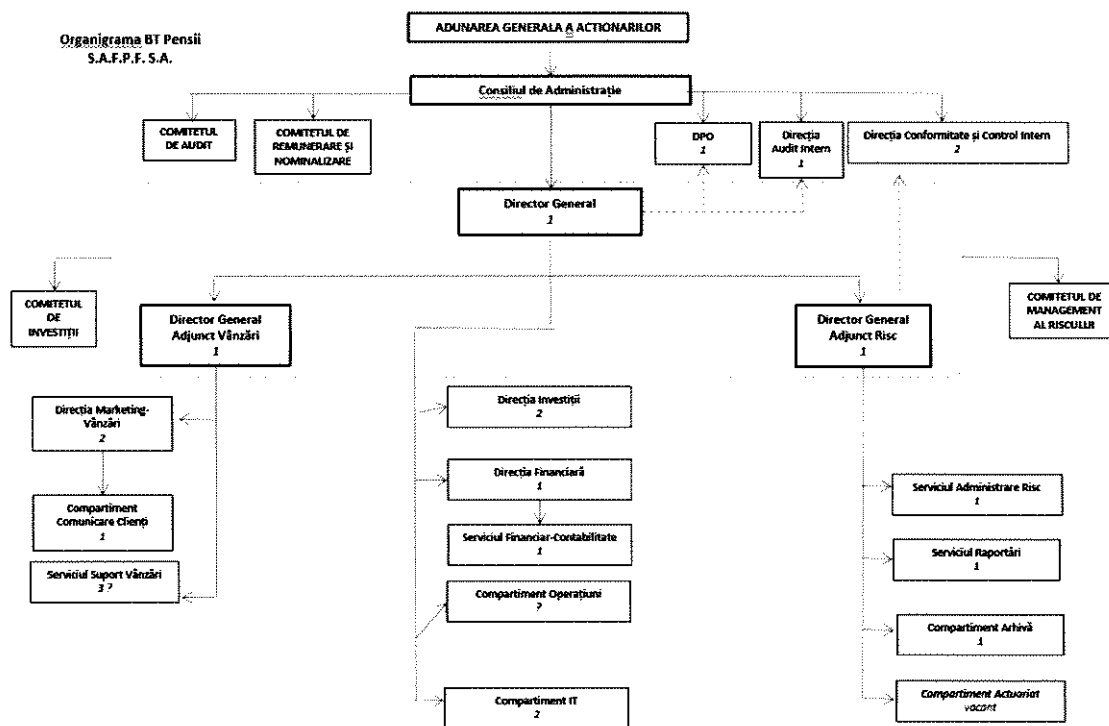 Organigrama BT Pensii
S.A.F.P.F. S.A.
ADUNAREA GENERALA A ACTIONARILOR
Consiliul de Administrație
COMITETUL
DE AUDIT
COMITETUL DE
REMUNERARE ȘI
NOMINALIZARE
DPO
1
Direcția
Audit Intern
1
Direcția Conformitate și Control Intern
2
Director General
1
COMITETUL
DE
INVESTIȚII
Director General
Adjunct Vânzări
1
Director General
Adjunct Risc
1
COMITETUL DE
MANAGEMENT
AL
Direcția Marketing-
Vânzări
2
Compartiment
Comunicare Clienți
1
Serviciul Suport Vânzări
3 ?
Direcția Investiții
2
Direcția Financiară
1
Serviciul Financiar-Contabilitate
1
Compartiment Operațiuni
?
Compartiment IT
2
Serviciul Administrare Risc
1
Serviciul Raportări
1
Compartiment Arhivă
1
Compartiment Actuariat
vacant